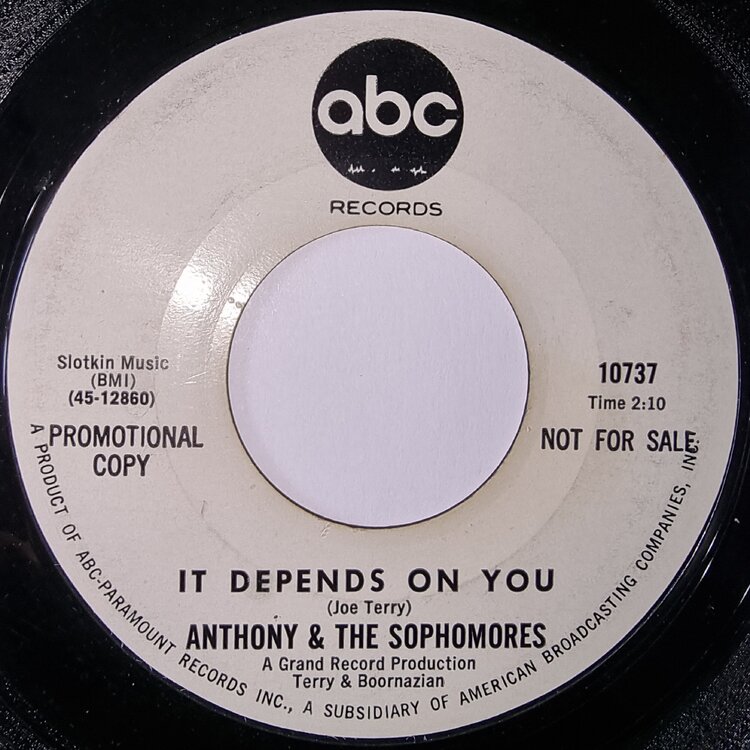 abc
RECORDS
Slotkin Music
(BMI)
(45-12860)
PROMOTIONAL
COPY
10737
Time 2:10
NOT FOR SALE
IT DEPENDS ON YOU
(Joe Terry)
ANTHONY & THE SOPHOMORES
A Grand Record Production
Terry & Boornazian
A PRODUCT OF ABC-PARAMOUNT RECORDS INC., A SUBSIDIARY OF AMERICAN BROADCASTING COMPANIES, INC.